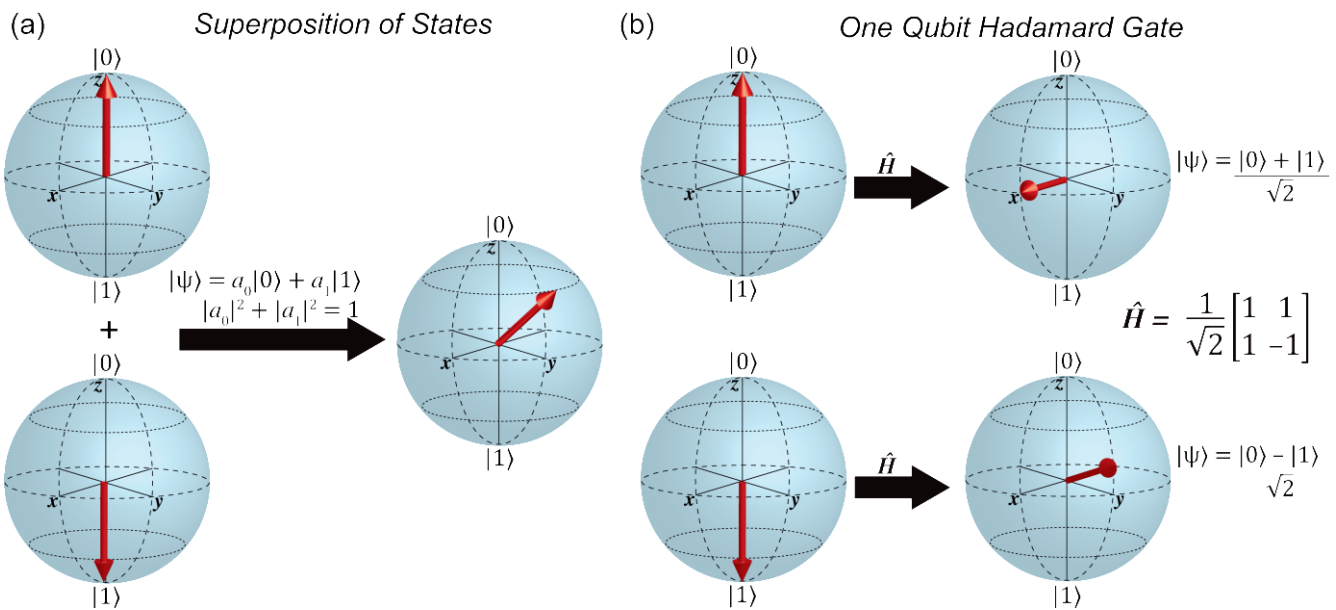 (a)
Superposition of States
|0⟩
z
x
y
|1⟩
+
|0⟩
z
x
y
|1⟩
|ψ⟩ = a₀|0⟩ + a₁|1⟩
|a₀|² + |a₁|² = 1
|0⟩
z
x
y
|1⟩
(b)
One Qubit Hadamard Gate
|0⟩
z
x
y
|1⟩
Ĥ
|0⟩
z
x
y
|1⟩
|ψ⟩ = |0⟩ + |1⟩
√2
Ĥ = 1/√2 [1 1
1 −1]
|0⟩
z
x
y
|1⟩
Ĥ
|0⟩
z
x
y
|1⟩
|ψ⟩ = |0⟩ - |1⟩
√2